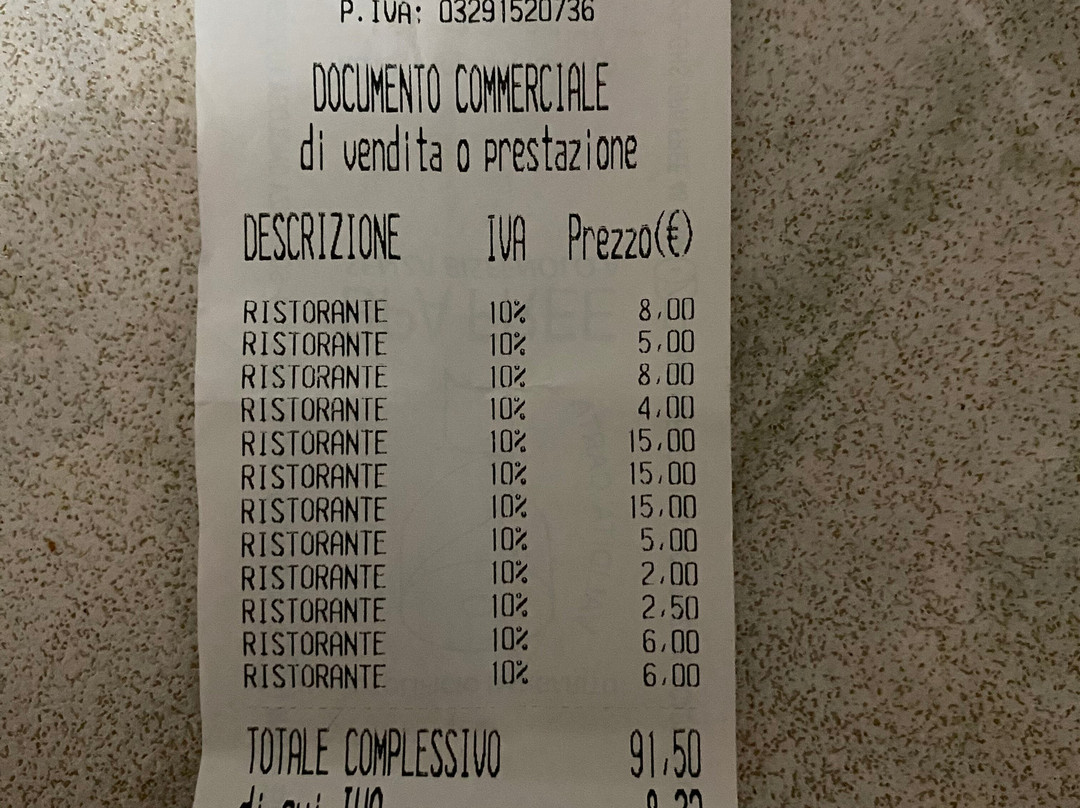 P.IVA: 03291520736
DOCUMENTO COMMERCIALE
di vendita o prestazione
DESCRIZIONE IVA Prezzo(€)
RISTORANTE 10% 8,00
RISTORANTE 10% 5,00
RISTORANTE 10% 8,00
RISTORANTE 10% 4,00
RISTORANTE 10% 15,00
RISTORANTE 10% 15,00
RISTORANTE 10% 15,00
RISTORANTE 10% 5,00
RISTORANTE 10% 2,00
RISTORANTE 10% 2,50
RISTORANTE 10% 6,00
RISTORANTE 10% 6,00
TOTALE COMPLESSIVO 91,50
di cui IVA